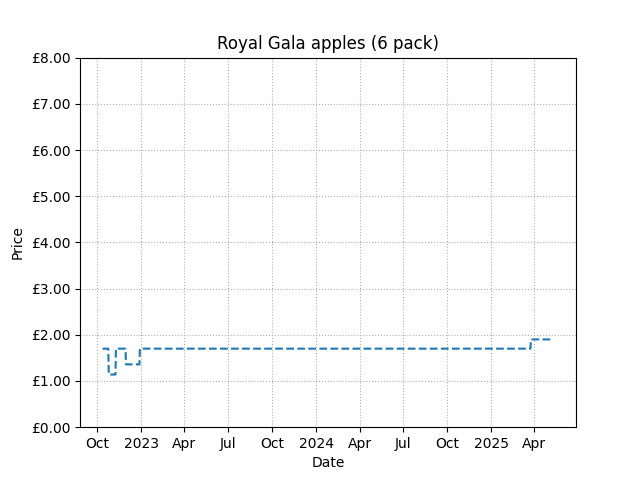 Royal Gala apples (6 pack)
£8.00
£7.00
£6.00
£5.00
£4.00
£3.00
£2.00
£1.00
£0.00
Price
Oct 2023 Apr Jul Oct 2024 Apr Jul Oct 2025 Apr
Date